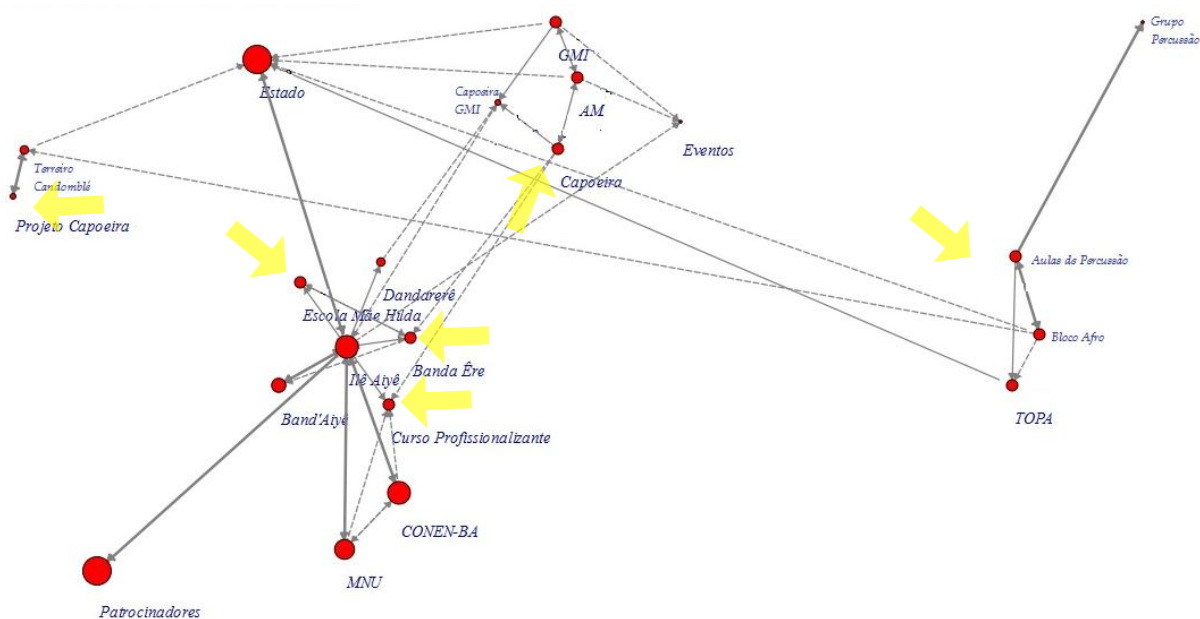 Grupo
Percussão
GMI
Estado
Capoeira
GMI
AM
Eventos
Terreiro
Candomblé
Capoeira
Projeto Capoeira
Aulas de Percussão
Dandarerê
Escola Mãe Hilda
Bloco Afro
Banda Êre
Ilê Aiyê
Band'Aiyê
TOPA
Curso Profissionalizante
CONEN-BA
MNU
Patrocinadores